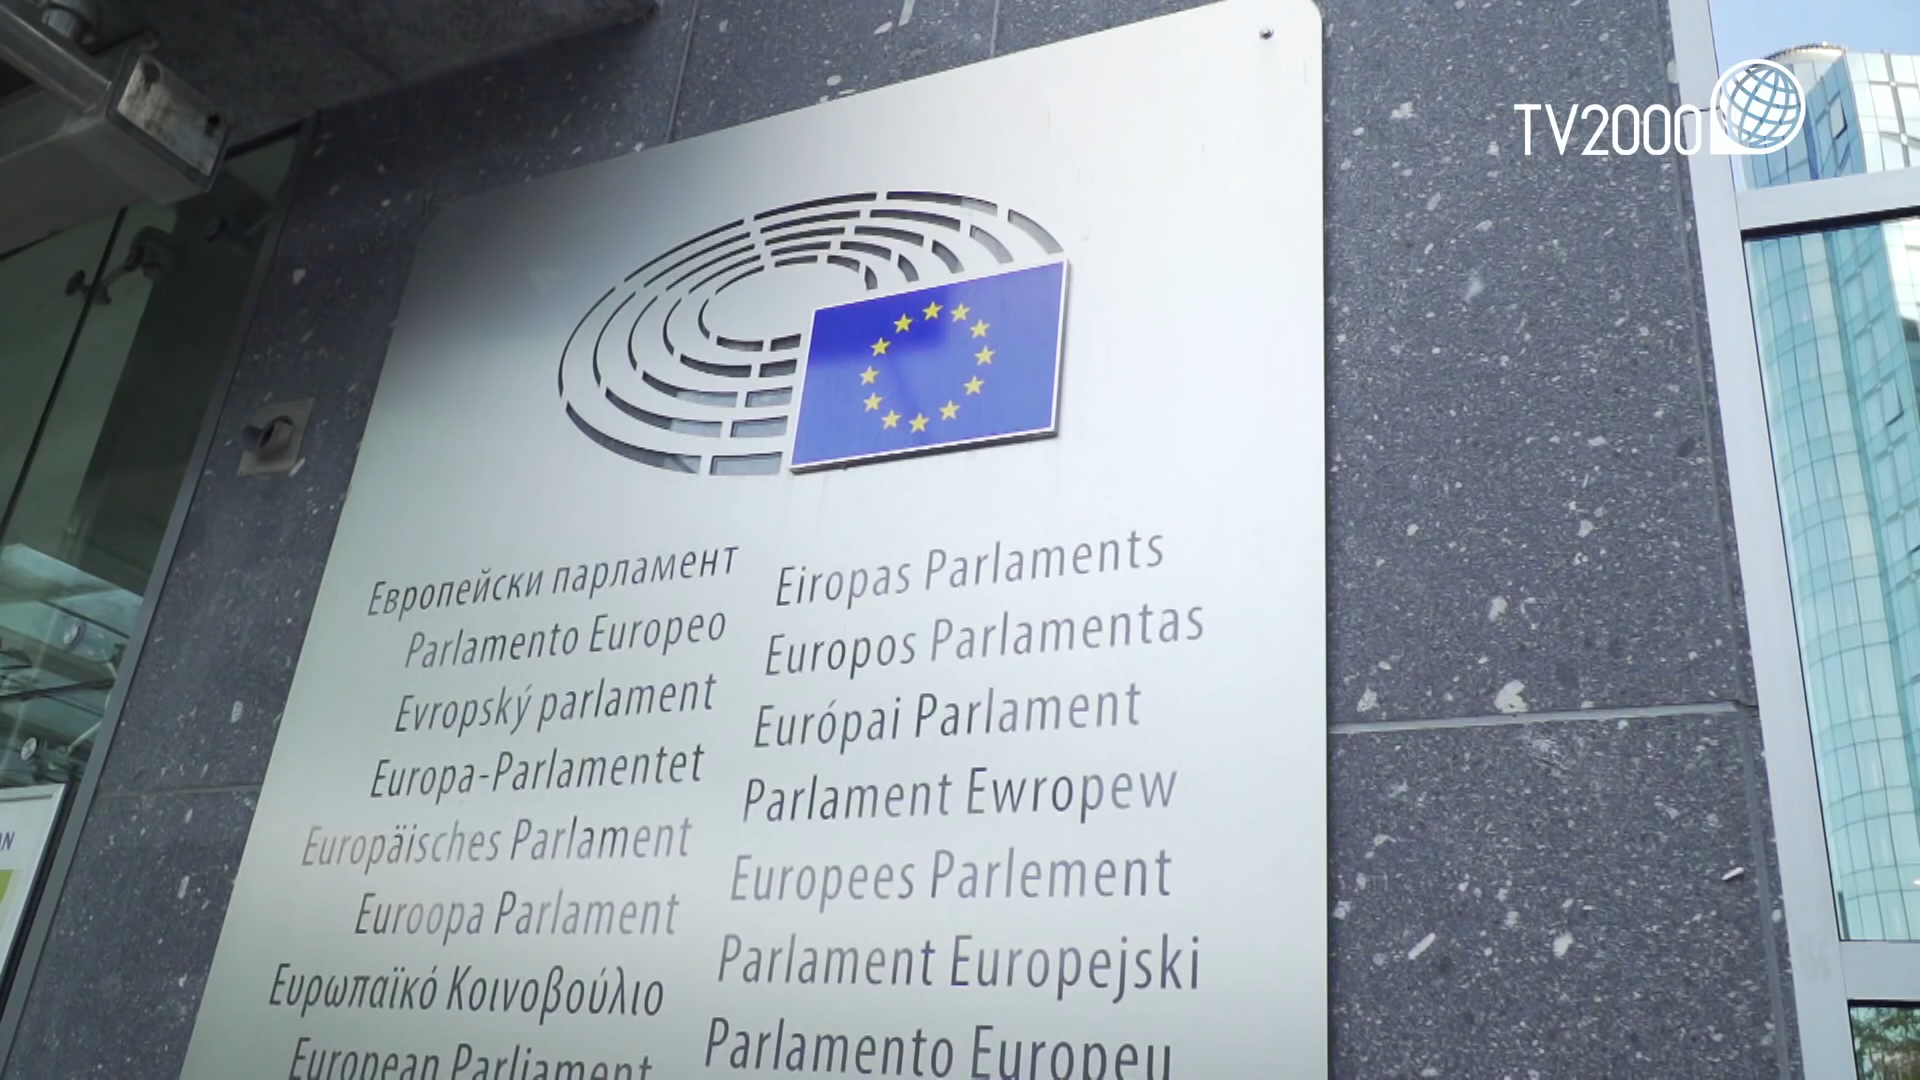 TV2000
Европейски парламент
Parlamento Europeo
Evropský parlament
Europa-Parlamentet
Europäisches Parlament
Euroopa Parlament
Ευρωπαϊκό Κοινοβούλιο
European Parliament
Eiropas Parlaments
Europos Parlamentas
Európai Parlament
Parlament Ewropew
Europees Parlement
Parlament Europejski
Parlamento Europeu